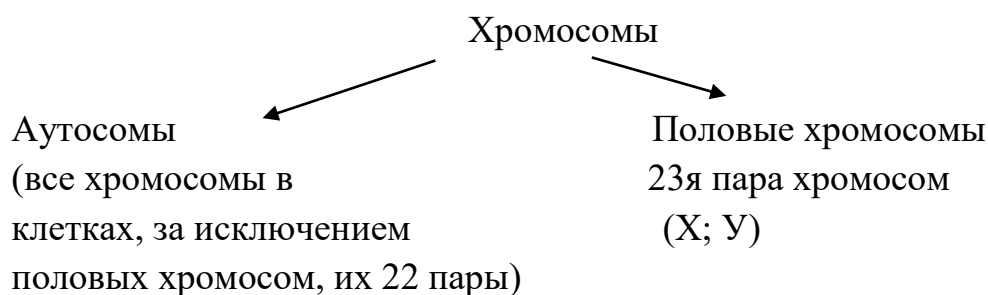 Хромосомы
Аутосомы
(все хромосомы в
клетках, за исключением
половых хромосом, их 22 пары)
Половые хромосомы
23я пара хромосом
(Х; У)